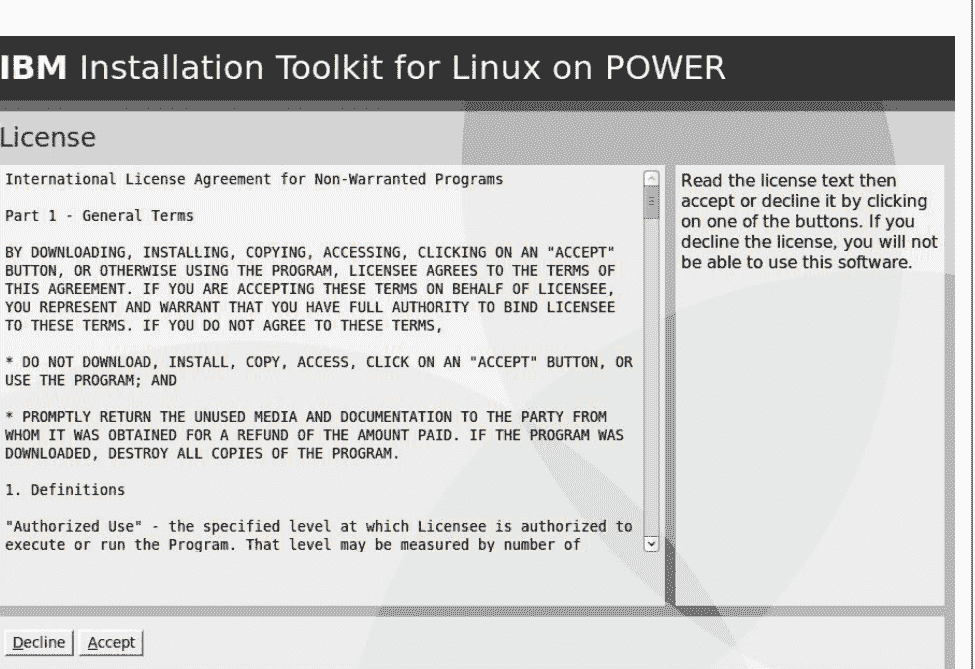 IBM Installation Toolkit for Linux on POWER
License
International License Agreement for Non-Warranted Programs
Part 1 - General Terms
BY DOWNLOADING, INSTALLING, COPYING, ACCESSING, CLICKING ON AN "ACCEPT"
BUTTON, OR OTHERWISE USING THE PROGRAM, LICENSEE AGREES TO THE TERMS OF
THIS AGREEMENT. IF YOU ARE ACCEPTING THESE TERMS ON BEHALF OF LICENSEE,
YOU REPRESENT AND WARRANT THAT YOU HAVE FULL AUTHORITY TO BIND LICENSEE
TO THESE TERMS. IF YOU DO NOT AGREE TO THESE TERMS,
* DO NOT DOWNLOAD, INSTALL, COPY, ACCESS, CLICK ON AN "ACCEPT" BUTTON, OR
USE THE PROGRAM; AND
* PROMPTLY RETURN THE UNUSED MEDIA AND DOCUMENTATION TO THE PARTY FROM
WHOM IT WAS OBTAINED FOR A REFUND OF THE AMOUNT PAID. IF THE PROGRAM WAS
DOWNLOADED, DESTROY ALL COPIES OF THE PROGRAM.
1. Definitions
"Authorized Use" - the specified level at which Licensee is authorized to
execute or run the Program. That level may be measured by number of
Read the license text then
accept or decline it by clicking
on one of the buttons. If you
decline the license, you will not
be able to use this software.
Decline Accept